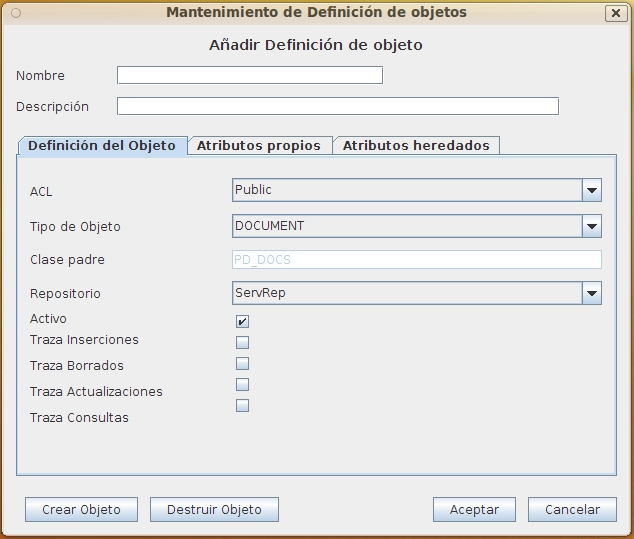 Mantenimiento de Definición de objetos
Añadir Definición de objeto
Nombre
Descripción
Definición del Objeto Atributos propios Atributos heredados
ACL Public
Tipo de Objeto DOCUMENT
Clase padre PD_DOCS
Repositorio ServRep
Activo
Traza Inserciones
Traza Borrados
Traza Actualizaciones
Traza Consultas
Crear Objeto Destruir Objeto Aceptar Cancelar